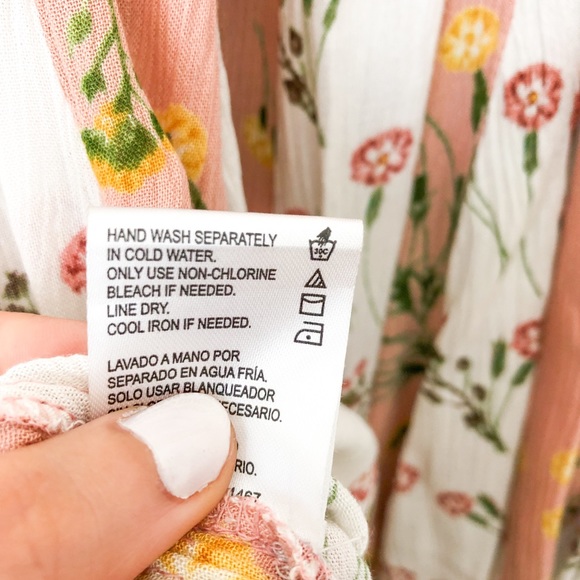 HAND WASH SEPARATELY
IN COLD WATER.
ONLY USE NON-CHLORINE
BLEACH IF NEEDED.
LINE DRY.
COOL IRON IF NEEDED.
30C
LAVADO A MANO POR
SEPARADO EN AGUA FRÍA.
SOLO USAR BLANQUEADOR